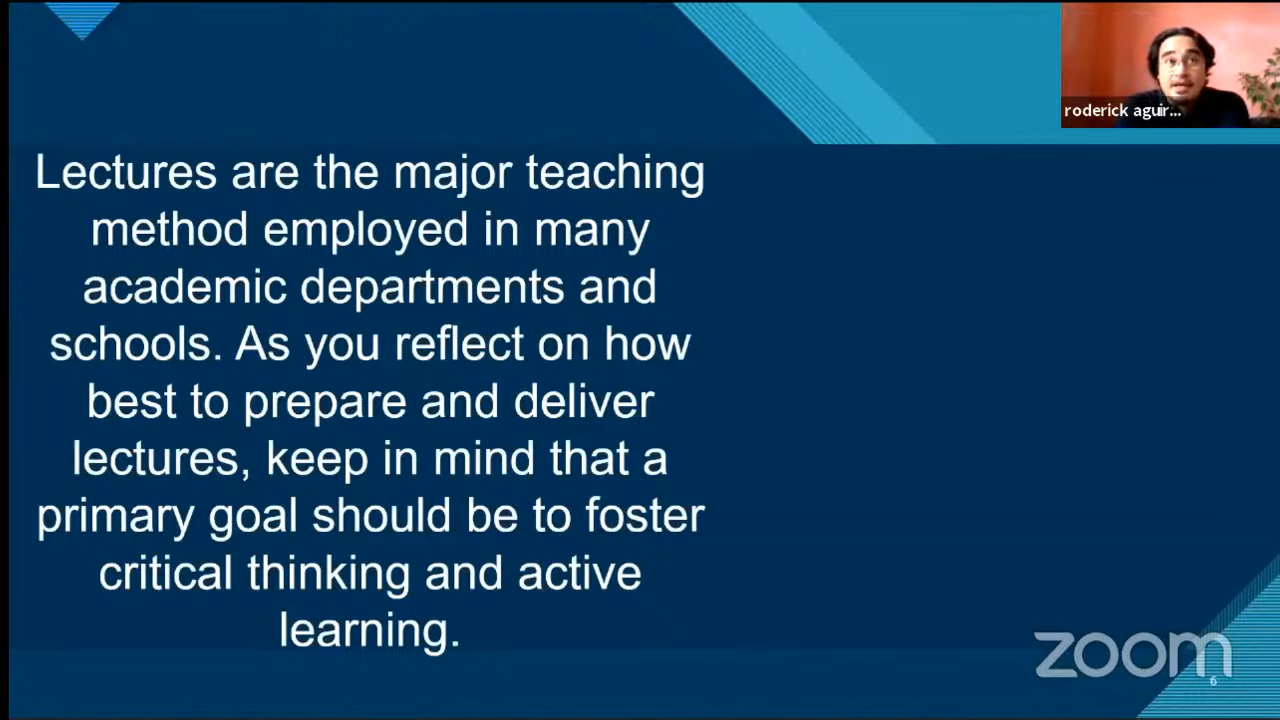 roderick aguir...
Lectures are the major teaching
method employed in many
academic departments and
schools. As you reflect on how
best to prepare and deliver
lectures, keep in mind that a
primary goal should be to foster
critical thinking and active
learning.
zoom
6